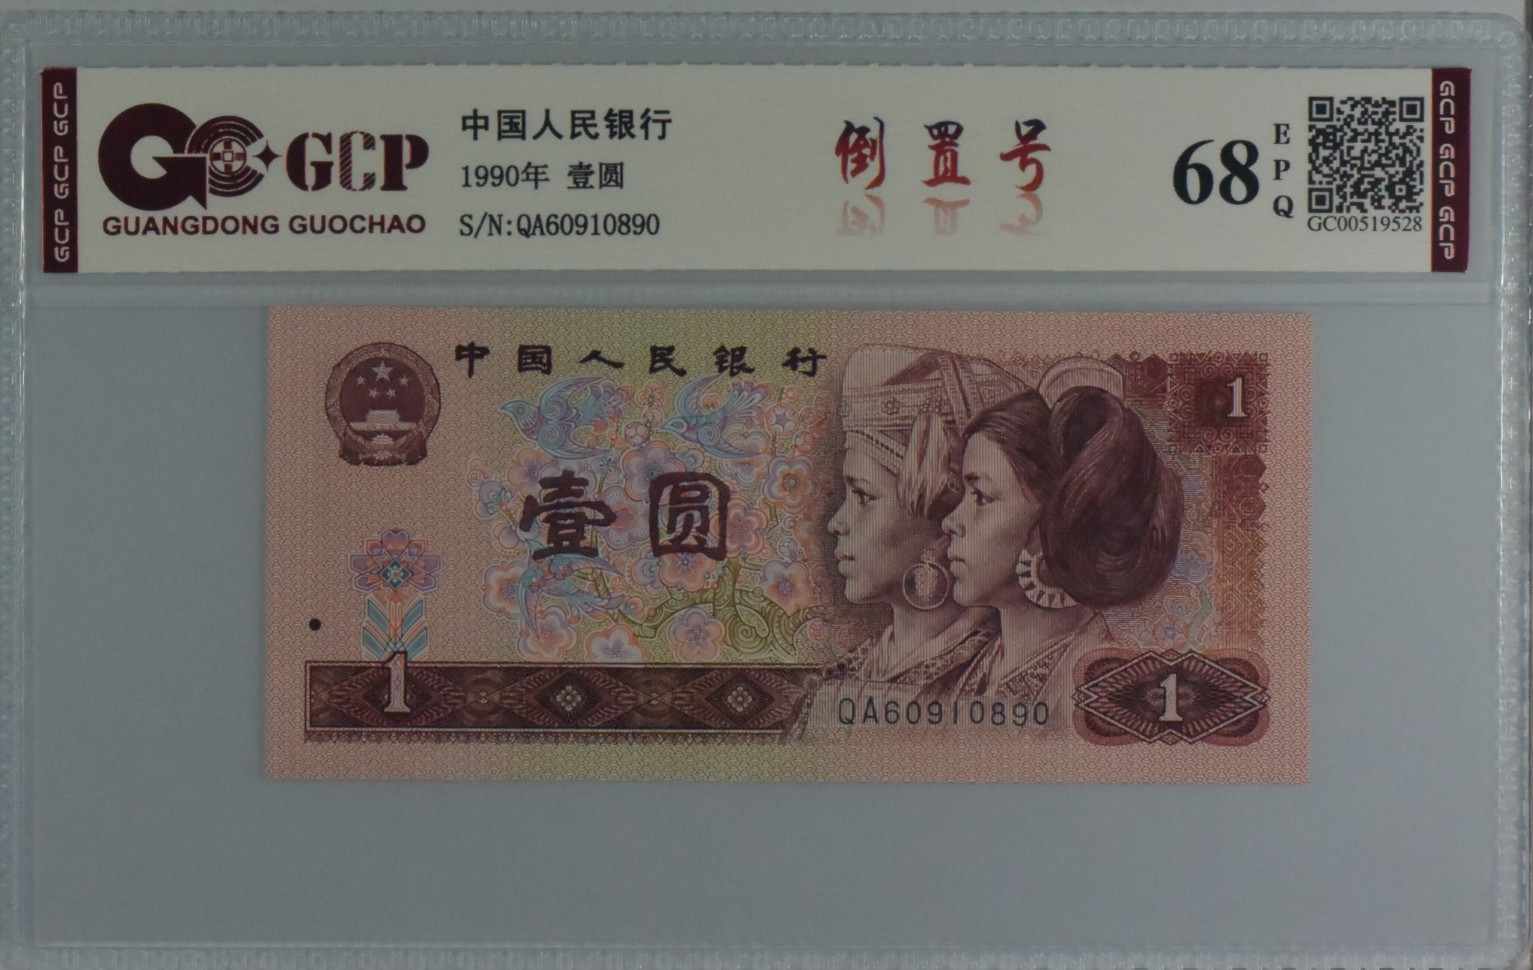 GCP GCP GCP
GCP
GUANGDONG GUOCHAO
中国人民银行
1990年 壹圆
S/N:QA60910890
倒置号
68
EPQ
GC00519528
GCP GCP GCP
中国人民银行
1
壹圆
1
QA60910890
1